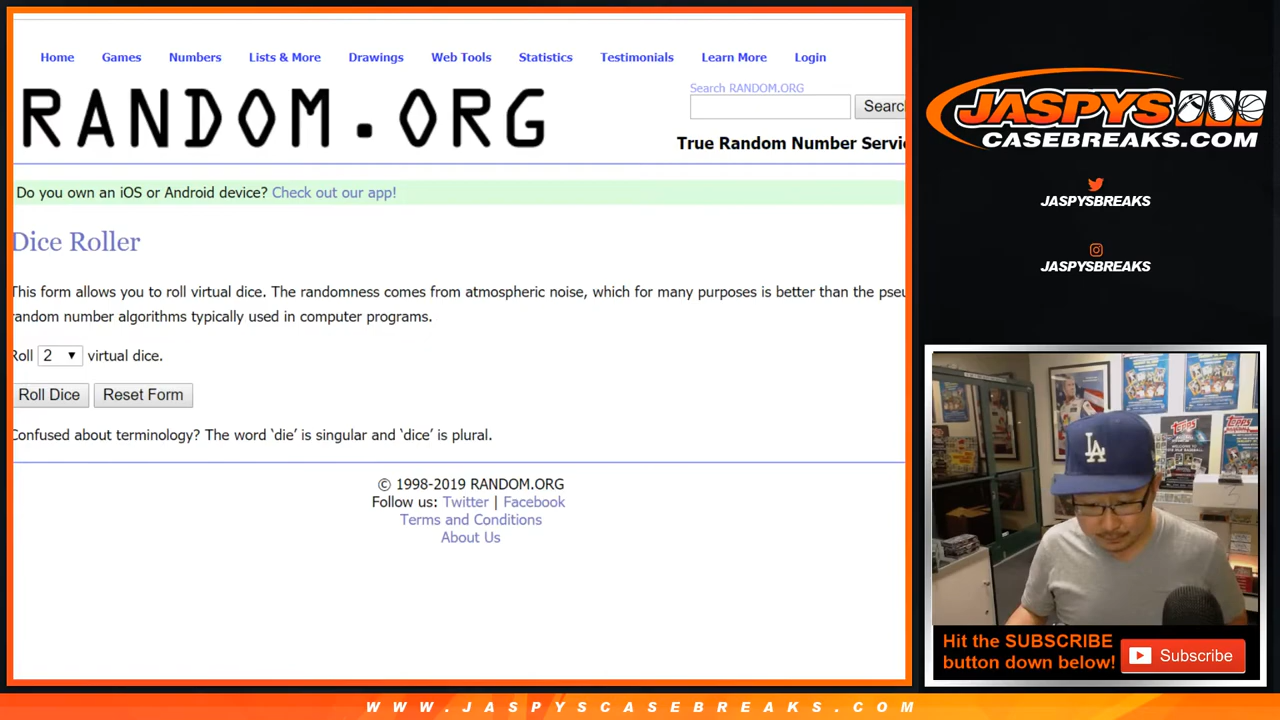 Home Games Numbers Lists & More Drawings Web Tools Statistics Testimonials Learn More Login
RANDOM.ORG
Search RANDOM.ORG
Searc
True Random Number Servi
Do you own an iOS or Android device? Check out our app!
Dice Roller
This form allows you to roll virtual dice. The randomness comes from atmospheric noise, which for many purposes is better than the pseu
random number algorithms typically used in computer programs.
Roll 2 ▼ virtual dice.
Roll Dice Reset Form
Confused about terminology? The word ‘die’ is singular and ‘dice’ is plural.
© 1998-2019 RANDOM.ORG
Follow us: Twitter | Facebook
Terms and Conditions
About Us
JASPYS
CASEBREAKS.COM
JASPYSBREAKS
JASPYSBREAKS
LA
topps
Hit the SUBSCRIBE
button down below!
Subscribe
WWW.JASPYSCASEBREAKS.COM